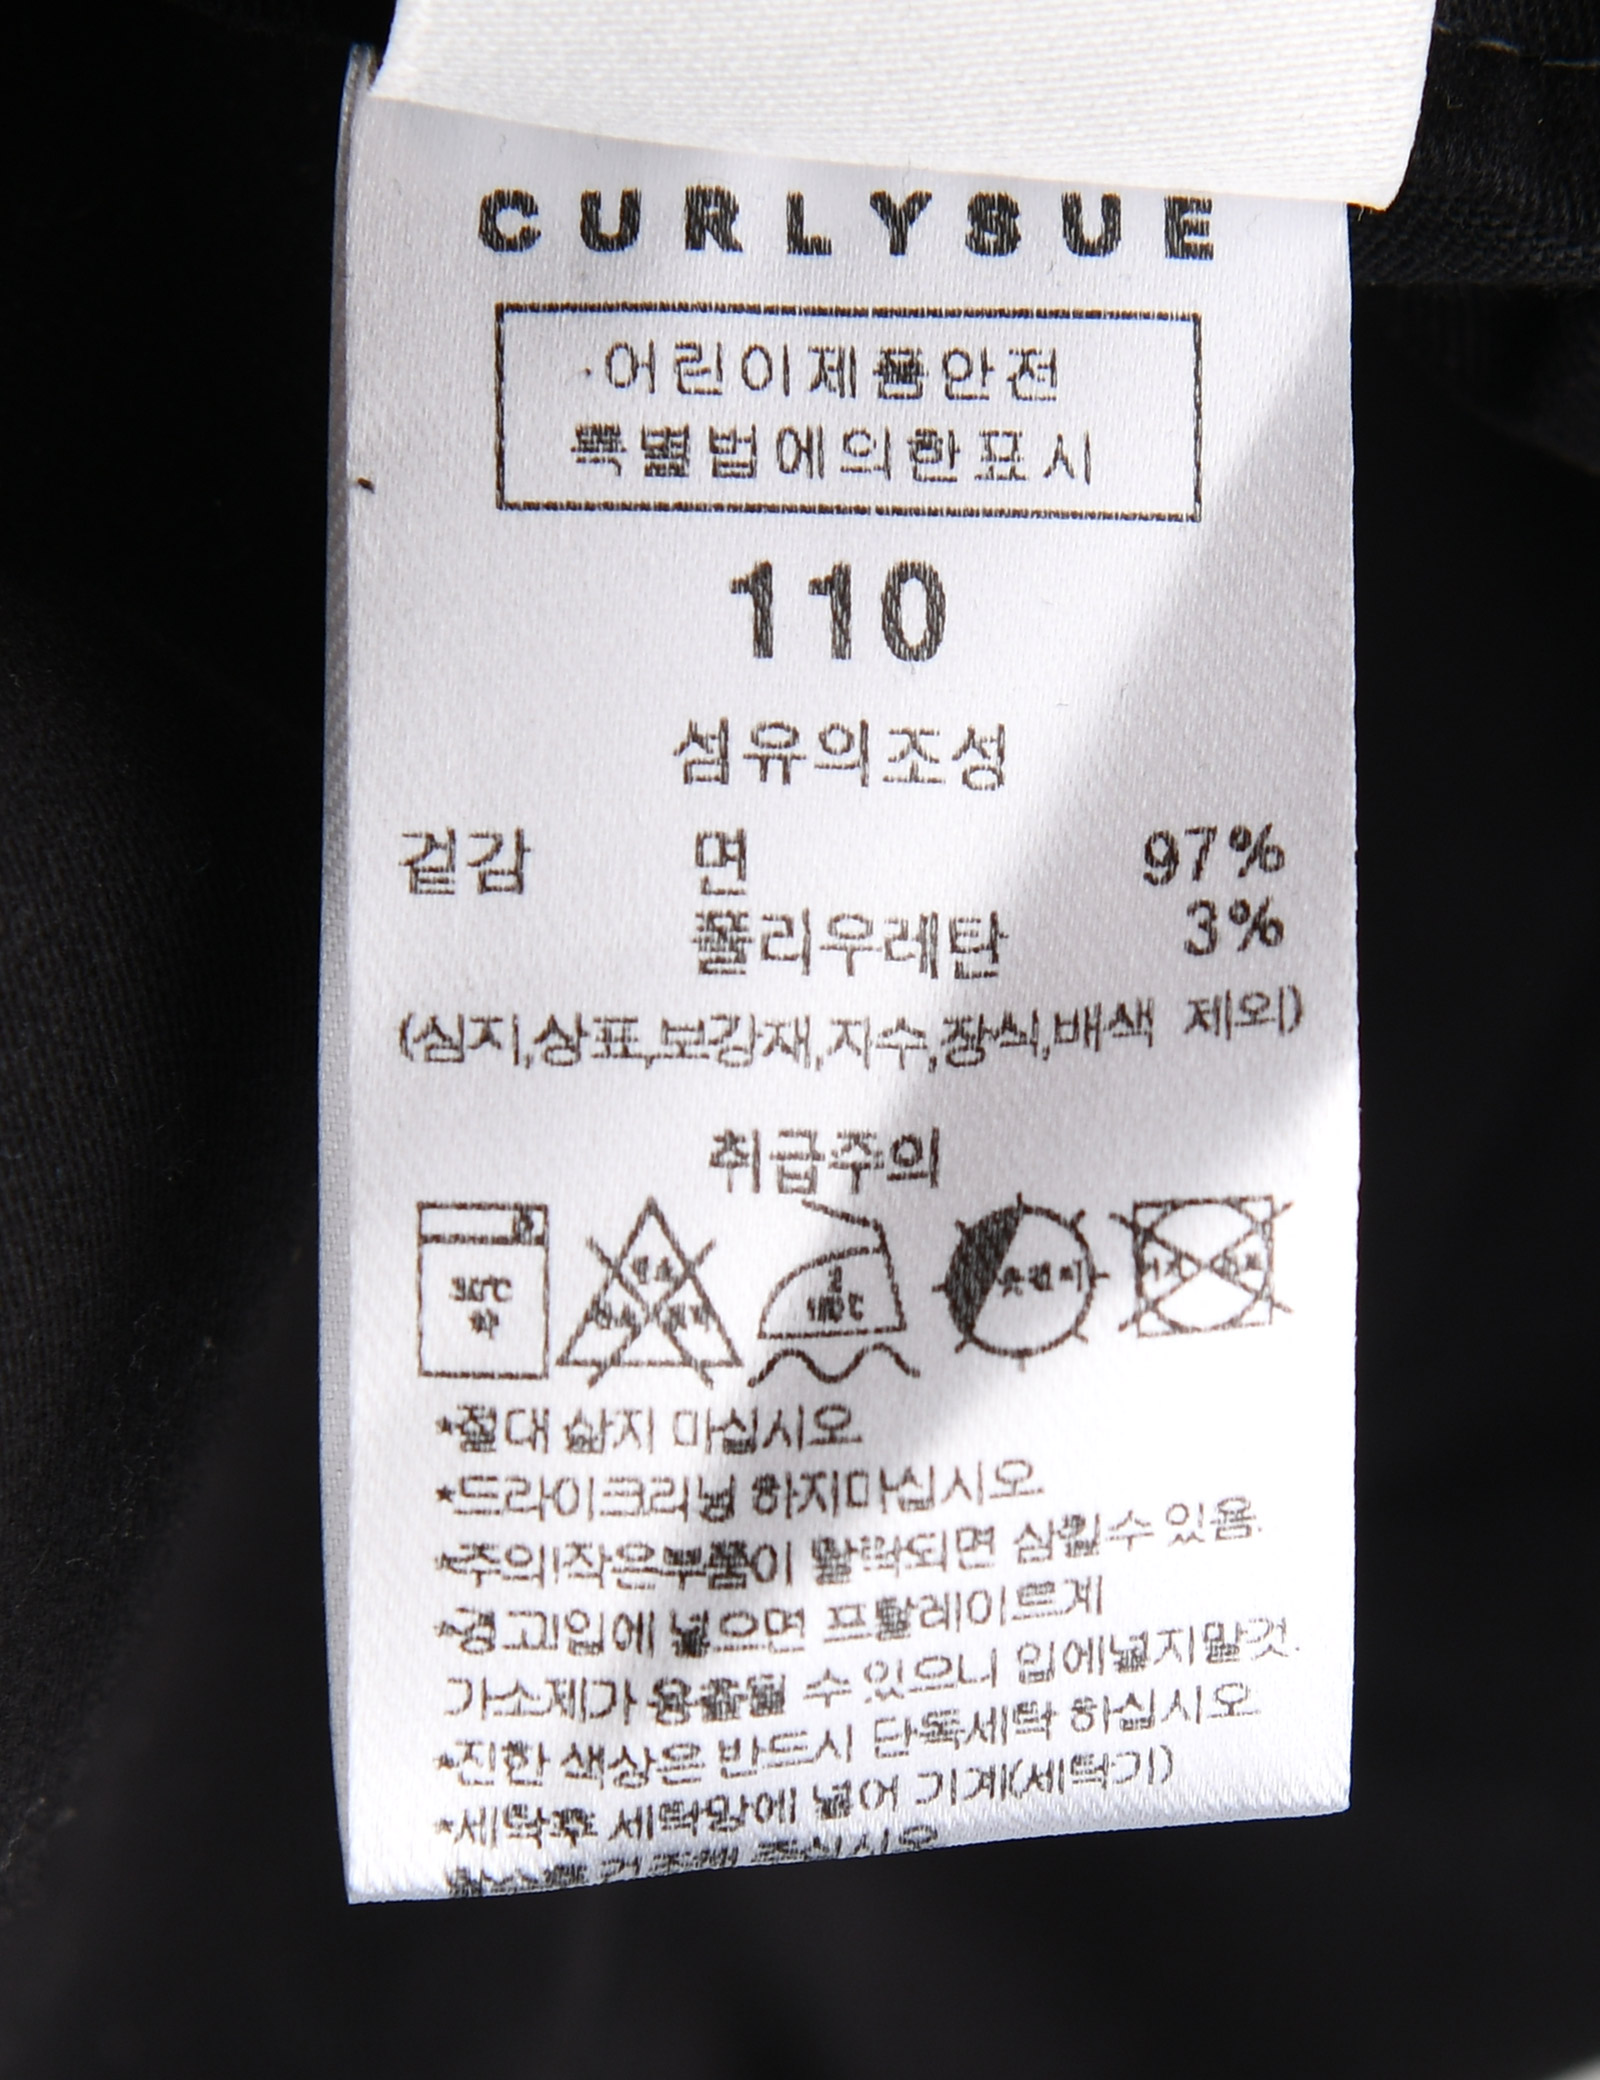 CURLYSUE
어린이제품안전
특별법에의한표시
110
섬유의조성
겉감 면 97%
폴리우레탄 3%
(심지,상표,보강재,자수,장식,배색 제외)
취급주의
*절대 삶지 마십시오
*드라이크리닝 하지마십시오
*주의!작은부품이 탈락되면 삼킬수 있음.
*경고!입에 넣으면 프탈레이트계
가소제가 용출될 수 있으니 입에넣지말것.
*진한 색상은 반드시 단독세탁 하십시오
*세탁후 세탁망에 넣어 기계(세탁기)
주십시오